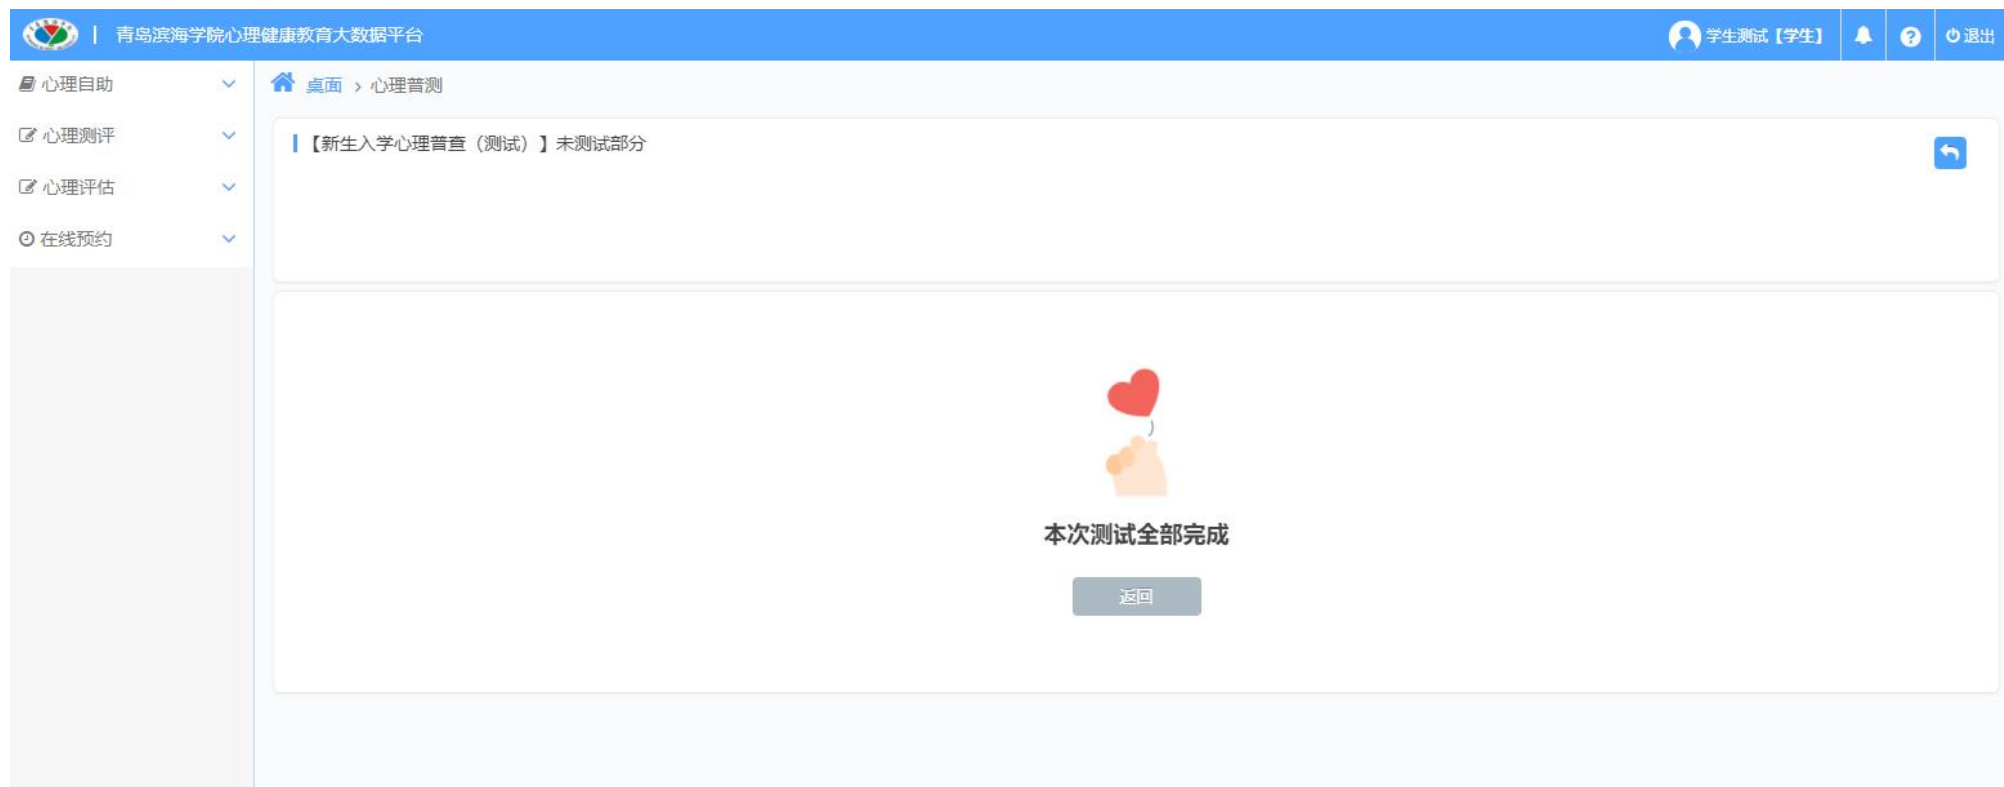 青岛滨海学院心理健康教育大数据平台
学生测试【学生】
退出
心理自助
心理测评
心理评估
在线预约
桌面 > 心理普测
【新生入学心理普查（测试）】未测试部分
本次测试全部完成
返回